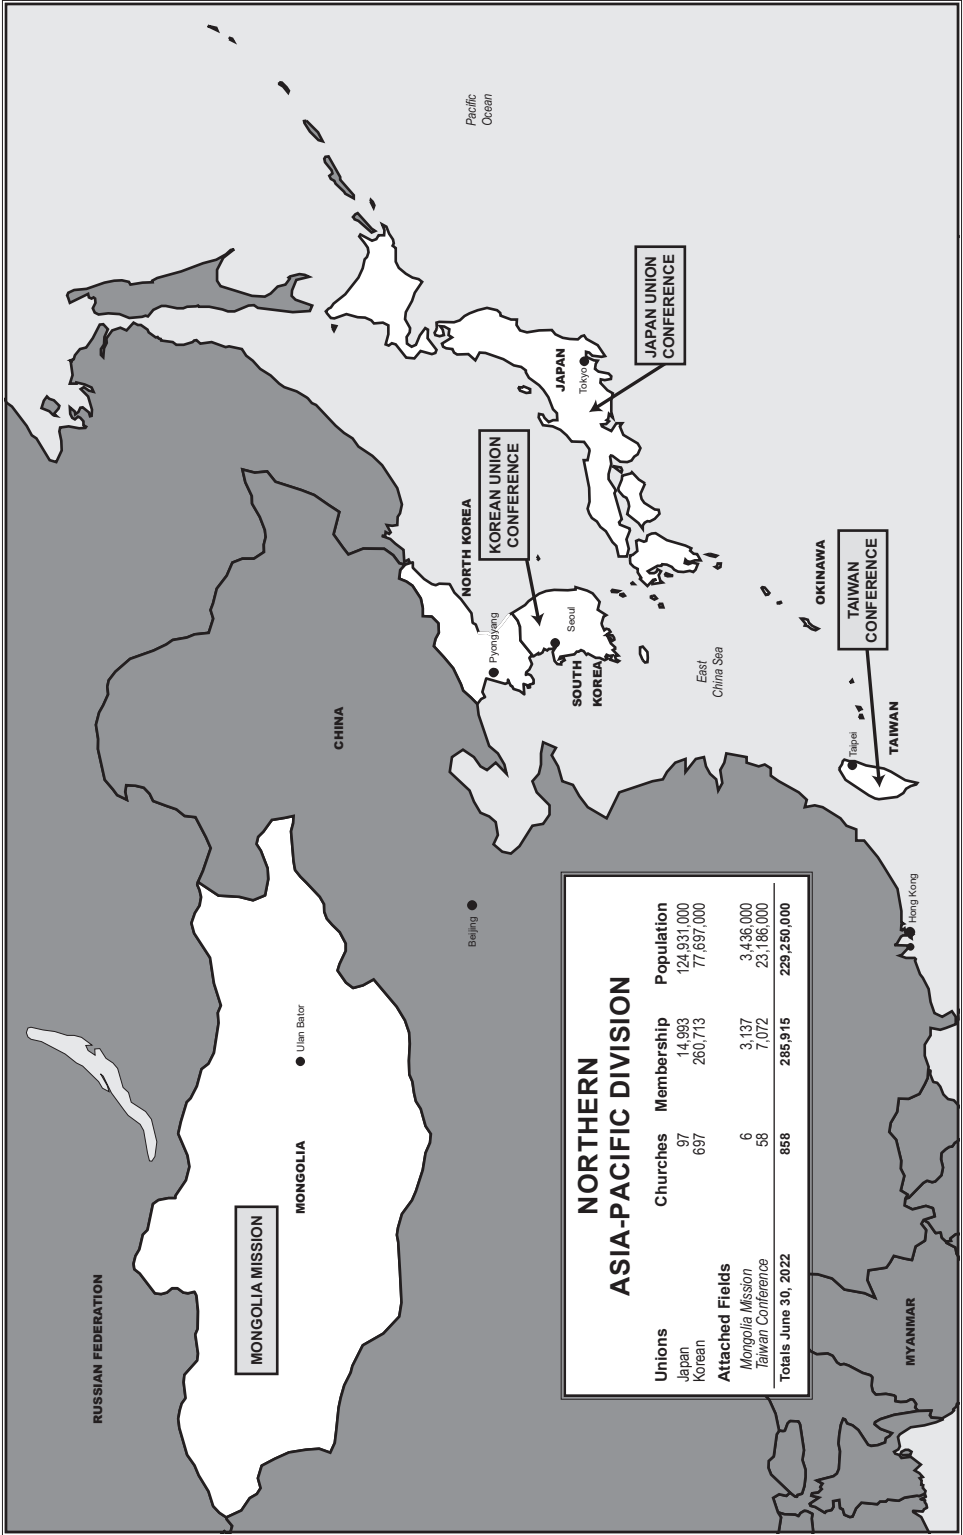 RUSSIAN FEDERATION
MONGOLIA MISSION
MONGOLIA
Ulan Bator
CHINA
Beijing
NORTH KOREA
Pyongyang
KOREAN UNION
CONFERENCE
Seoul
SOUTH
KOREA
JAPAN
Tokyo
JAPAN UNION
CONFERENCE
Pacific
Ocean
East
China Sea
OKINAWA
TAIWAN
CONFERENCE
Taipei
TAIWAN
Hong Kong
MYANMAR
NORTHERN
ASIA-PACIFIC DIVISION
Unions Churches Membership Population
Japan 97 14,993 124,931,000
Korean 697 260,713 77,697,000
Attached Fields
Mongolia Mission 6 3,137 3,436,000
Taiwan Conference 58 7,072 23,186,000
Totals June 30, 2022 858 285,915 229,250,000